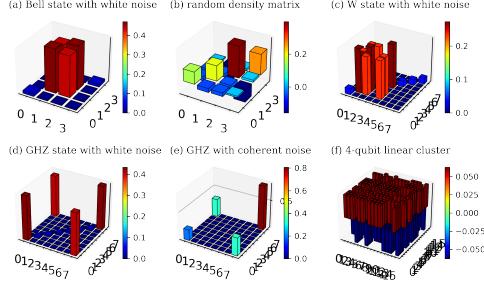 (a) Bell state with white noise
(b) random density matrix
(c) W state with white noise
0.4
0.3
0.2
0.1
0.0
0 1 2 3
0 1 2 3
0.2
0.0
0 1 2 3
0 1 2 3
0.2
0.1
0.0
01234567
(d) GHZ state with white noise
(e) GHZ with coherent noise
(f) 4-qubit linear cluster
0.4
0.3
0.2
0.1
0.0
01234567
0.8
0.6
0.4
0.2
0.0
01234567
0.050
0.025
0.000
−0.025
−0.050